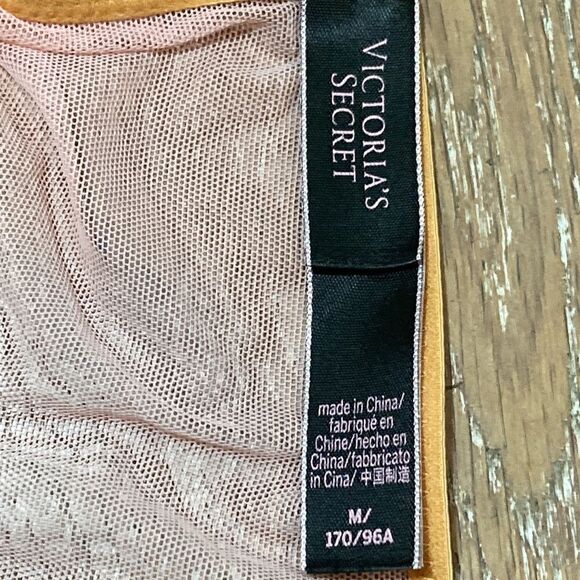 VICTORIA'S
SECRET
made in China/
fabriqué en
Chine/hecho en
China/fabbricato
in Cina/ 中国制造
M/
170/96A